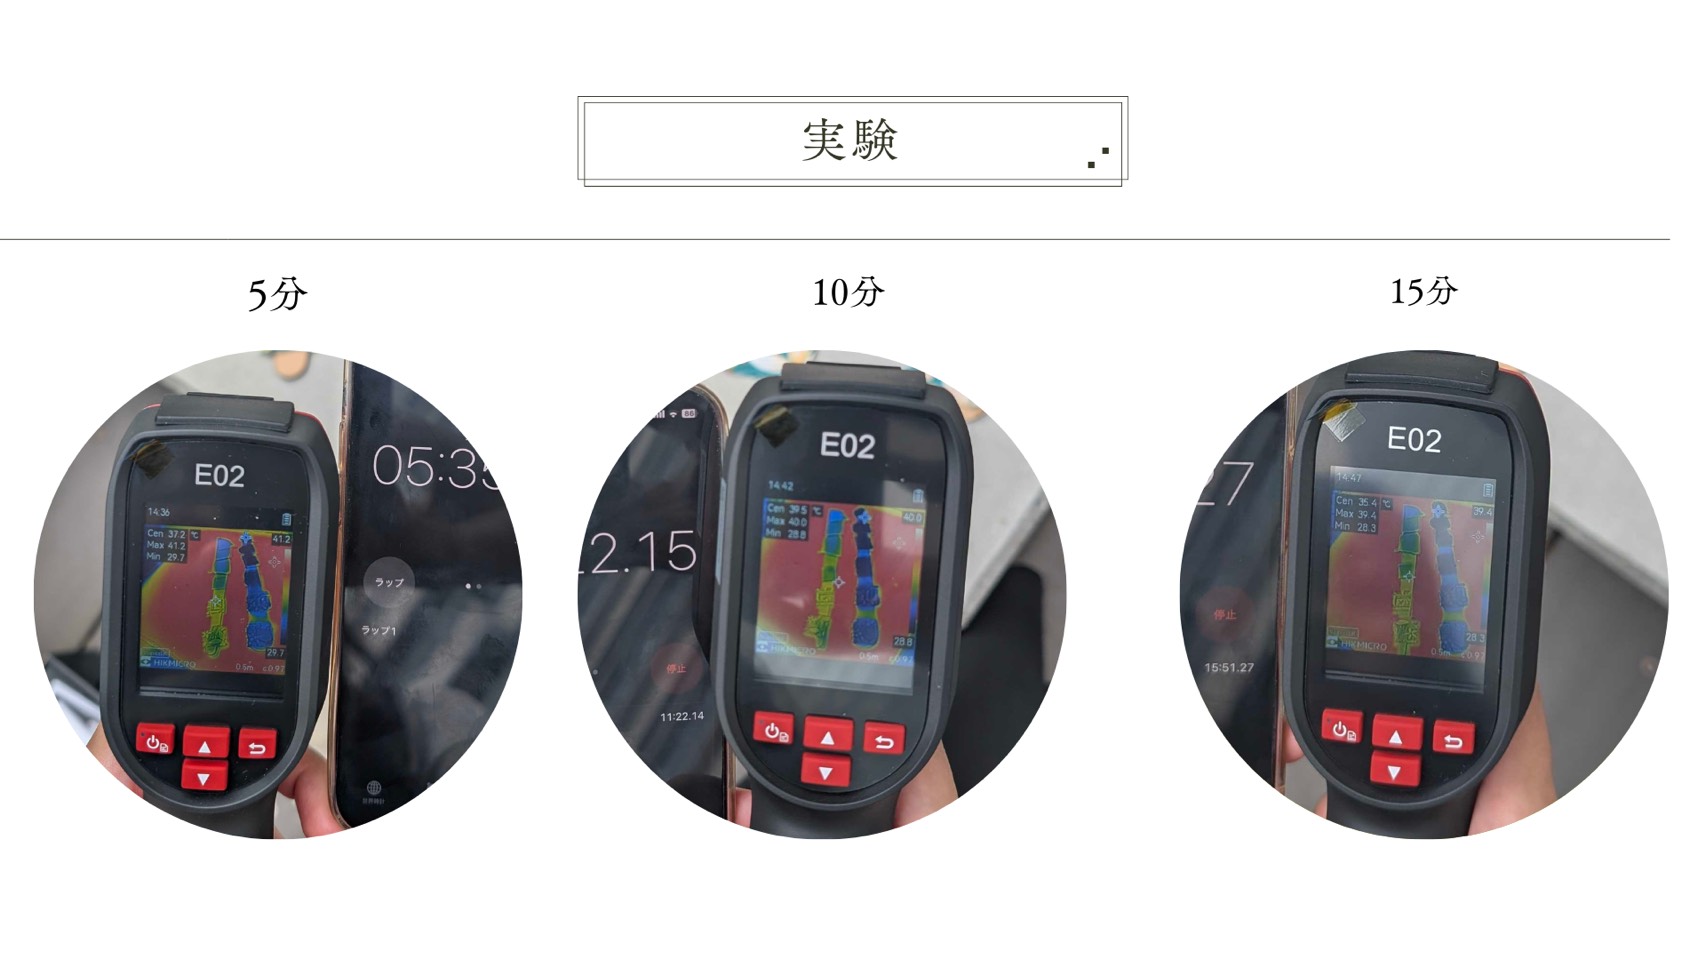 実験
5分
10分
15分
E02
14:36
Cen 37.2 ℃
Max 41.2
Min 29.7
41.2
29.7
HIKMICRO
0.5m ε0.97
05:3
ラップ
ラップ1
世界時計
86
2.15
停止
11:22.14
E02
14:42
Cen 39.5 ℃
Max 40.0
Min 28.8
40.0
28.8
HIKMICRO
0.5m ε0.97
27
停止
15:51.27
E02
14:47
Cen 35.4 ℃
Max 39.4
Min 28.3
39.4
28.3
HIKMICRO
0.5m ε0.97